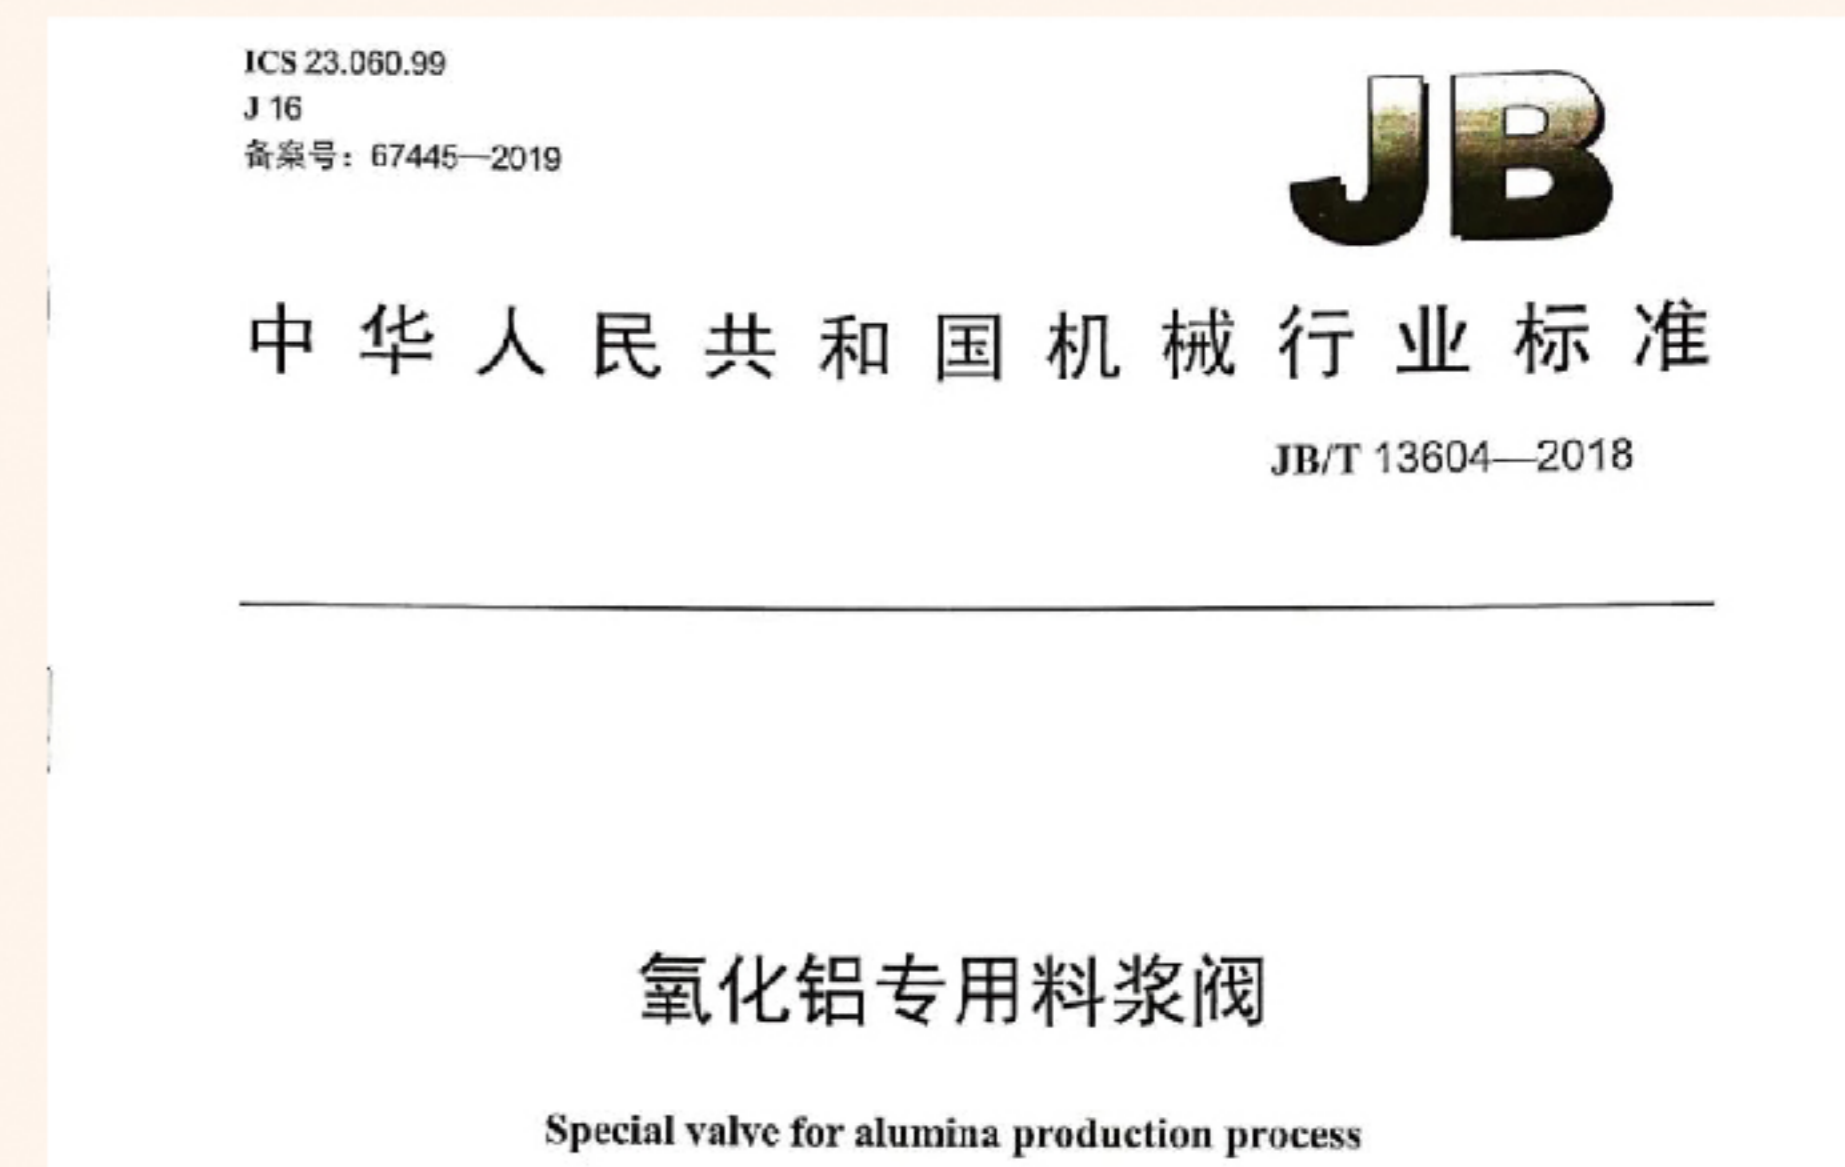 ICS 23.060.99
J 16
备案号：67445—2019
JB
中华人民共和国机械行业标准
JB/T 13604—2018
氧化铝专用料浆阀
Special valve for alumina production process